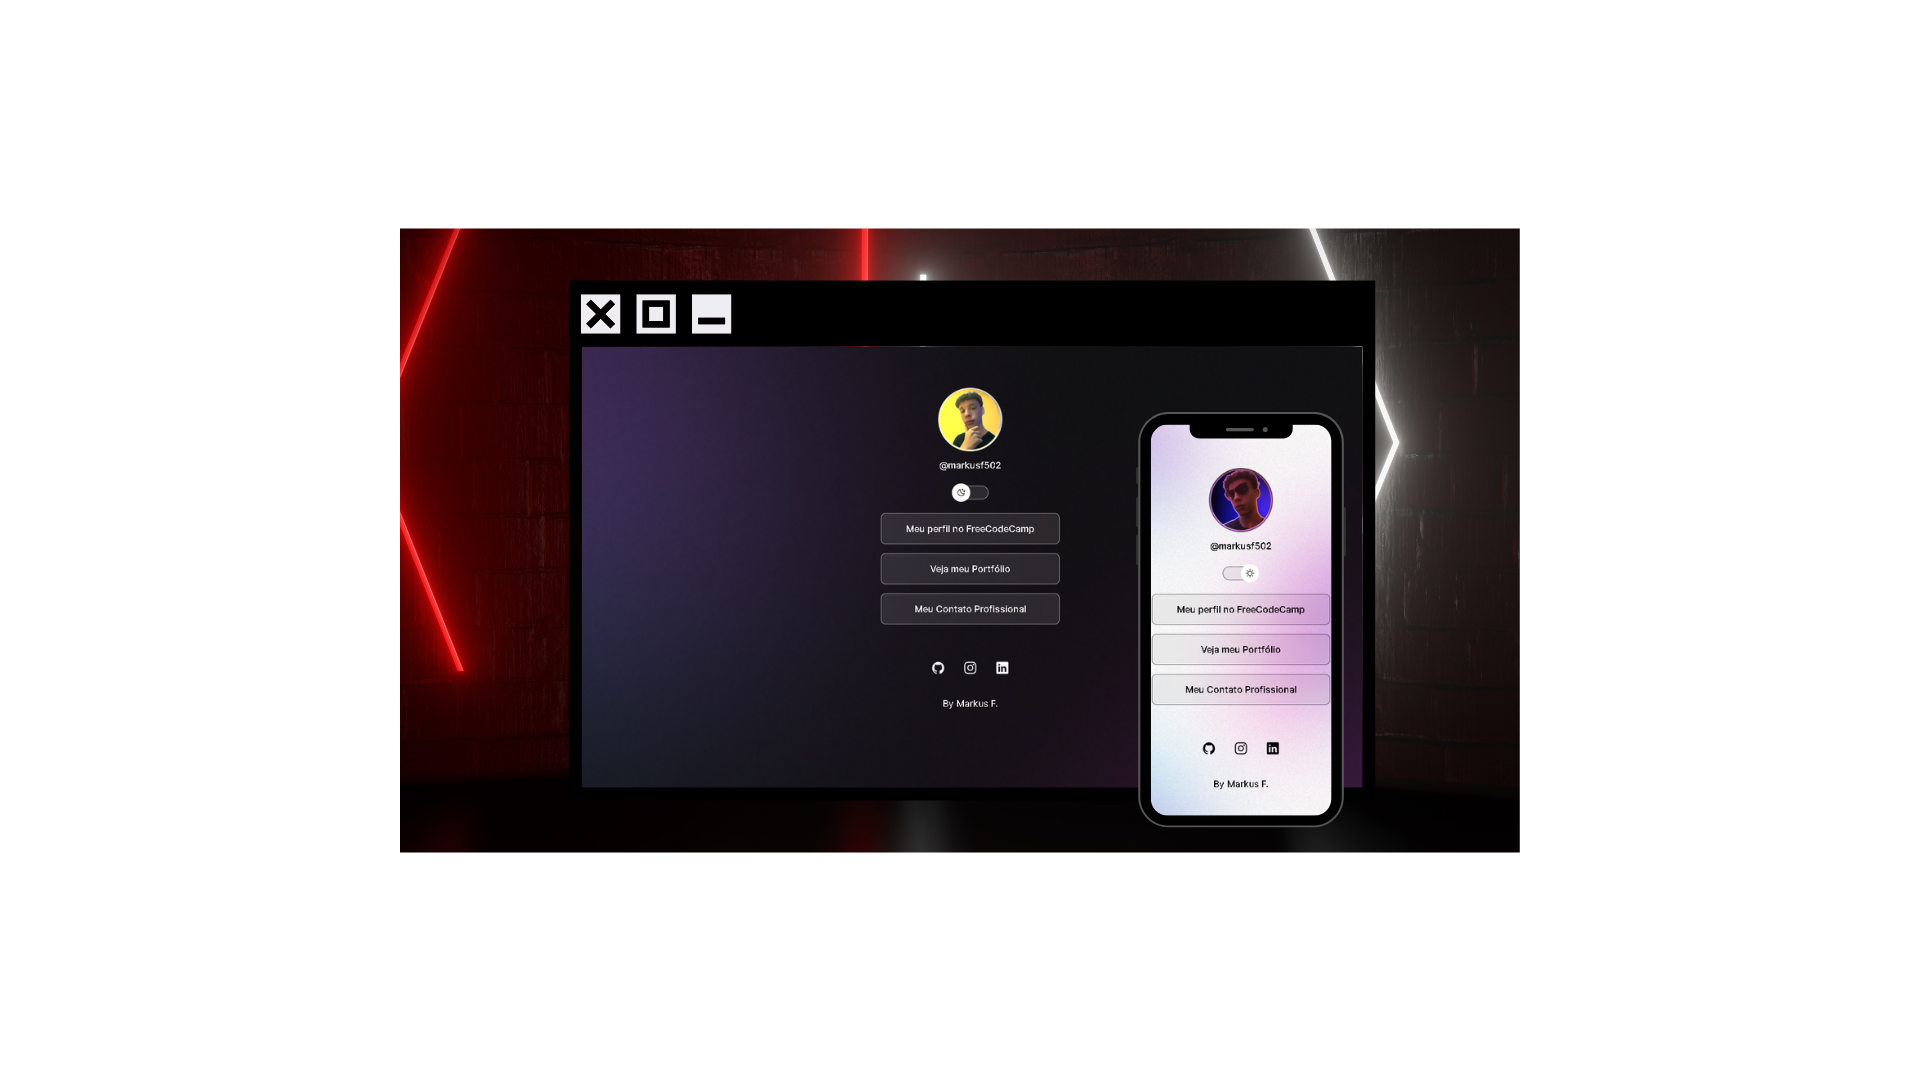 @markusf502
Meu perfil no FreeCodeCamp
Veja meu Portfólio
Meu Contato Profissional
By Markus F.
@markusf502
Meu perfil no FreeCodeCamp
Veja meu Portfólio
Meu Contato Profissional
By Markus F.